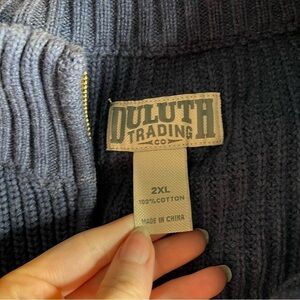 DULUTH
TRADING
CO
2XL
100% COTTON
MADE IN CHINA